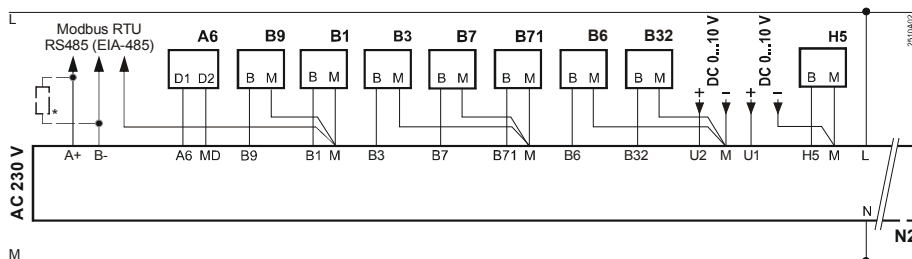 L
Modbus RTU
RS485 (EIA-485)
A6 B9 B1 B3 B7 B71 B6 B32 DC 0...10 V DC 0...10 V H5
2510A02
D1 D2 B M B M B M B M B M B M B M B M
*
+ − + −
A+ B- A6 MD B9 B1 M B3 B7 B71 M B6 B32 U2 M U1 H5 M L
AC 230 V
N
N2
M